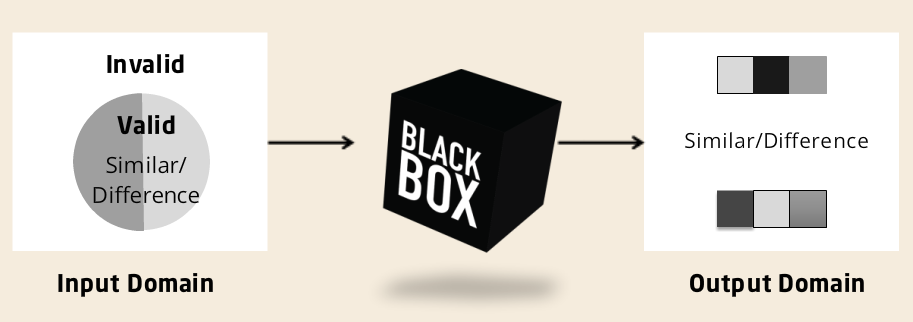 Invalid
Valid
Similar/
Difference
Input Domain
BLACK
BOX
Similar/Difference
Output Domain